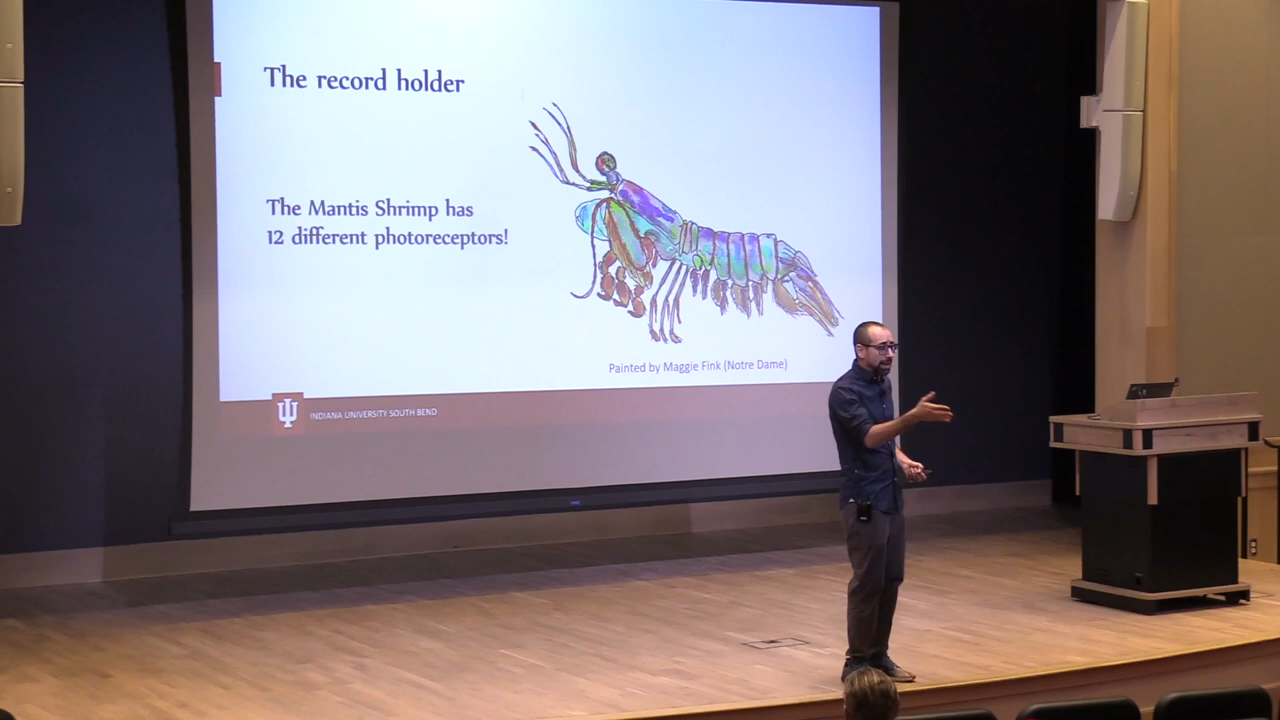 The record holder
The Mantis Shrimp has
12 different photoreceptors!
Painted by Maggie Fink (Notre Dame)
INDIANA UNIVERSITY SOUTH BEND